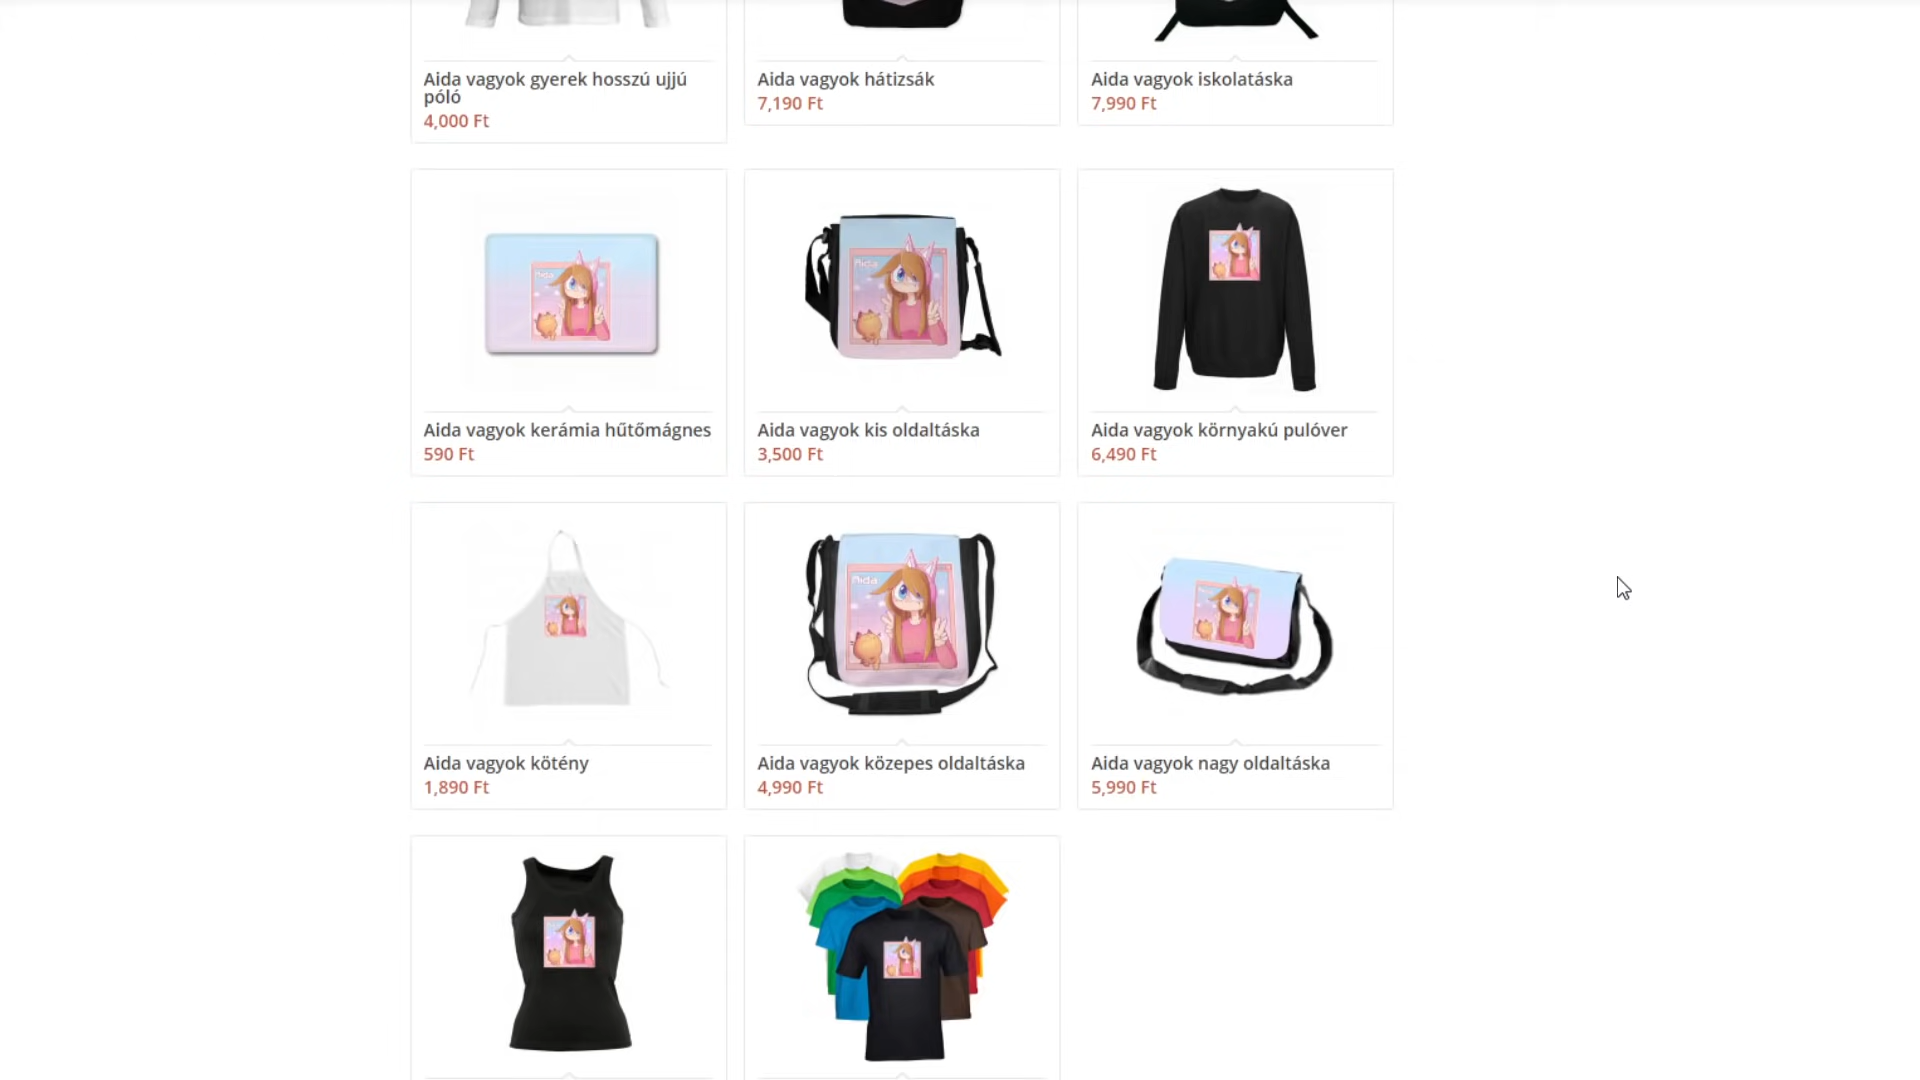 Aida vagyok gyerek hosszú ujjú
póló
4,000 Ft
Aida vagyok hátizsák
7,190 Ft
Aida vagyok iskolatáska
7,990 Ft
Aida
Aida
Aida vagyok kerámia hűtőmágnes
590 Ft
Aida vagyok kis oldaltáska
3,500 Ft
Aida vagyok környakú pulóver
6,490 Ft
Aida
Aida vagyok kötény
1,890 Ft
Aida vagyok közepes oldaltáska
4,990 Ft
Aida vagyok nagy oldaltáska
5,990 Ft